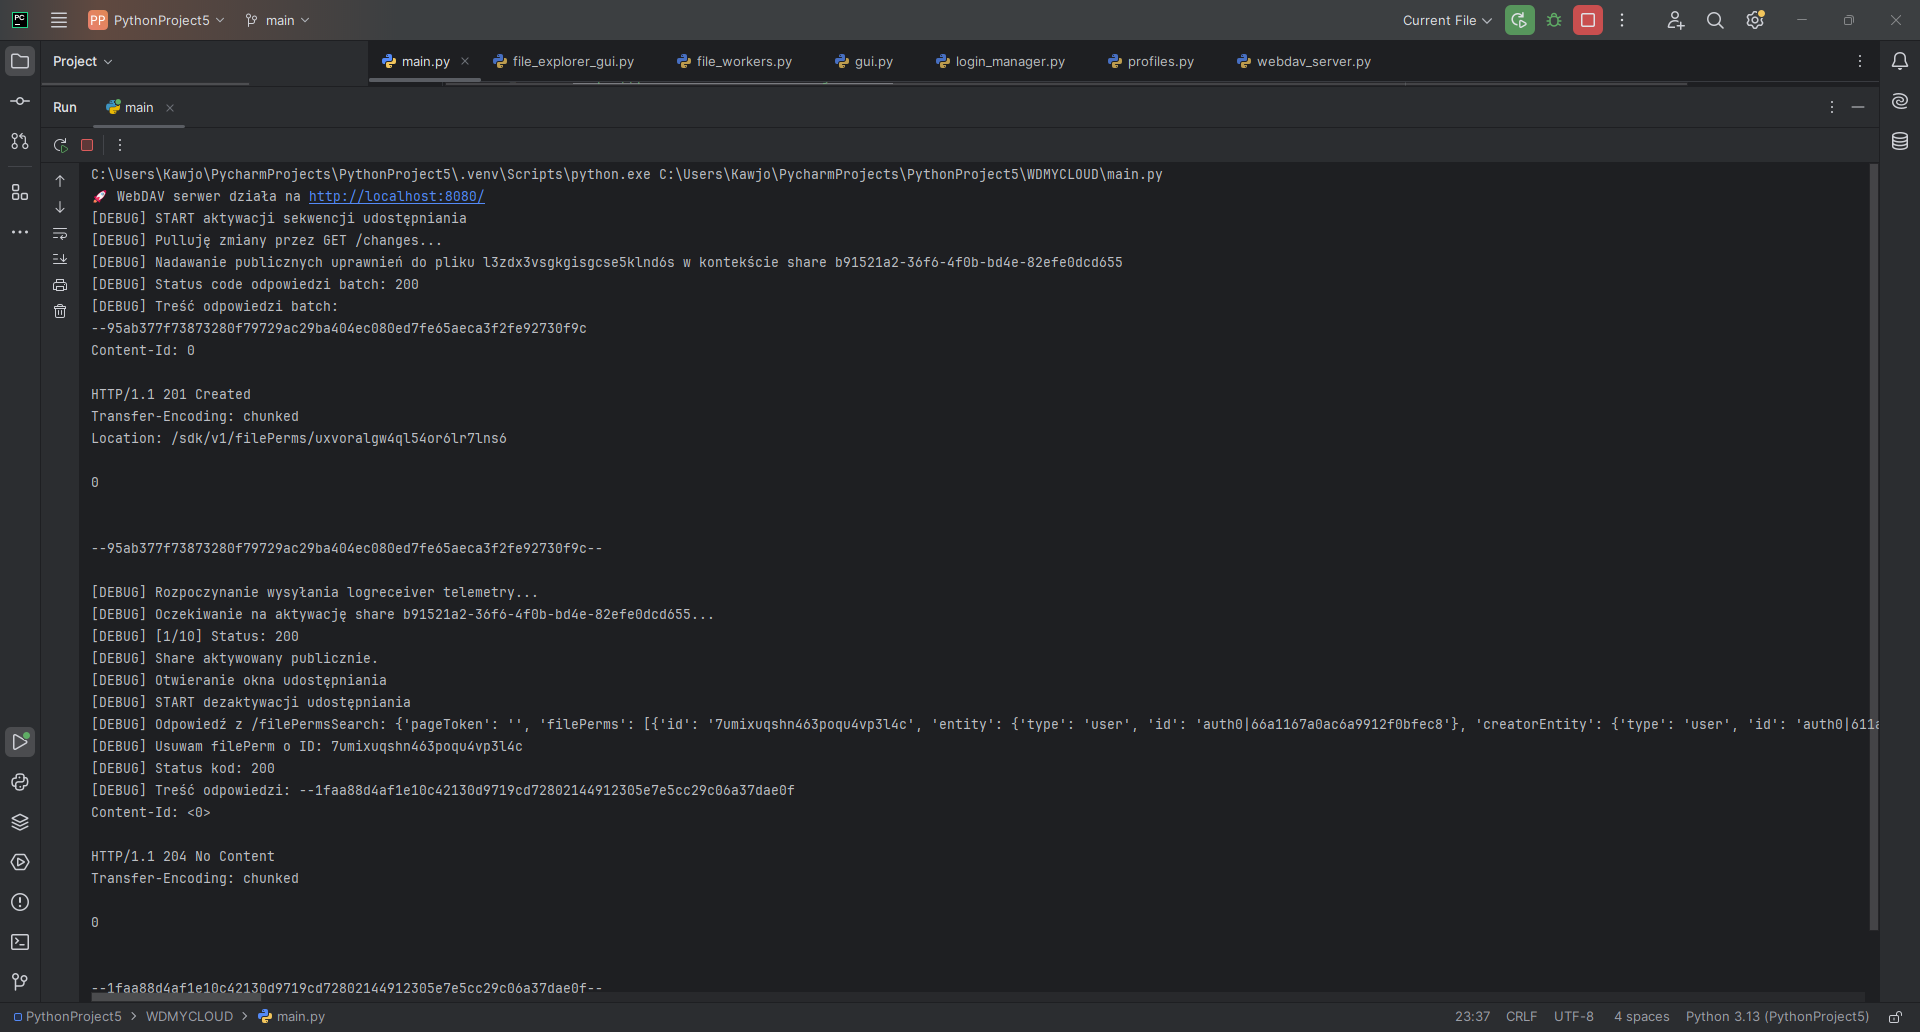 PC
PP PythonProject5 main Current File
Project main.py file_explorer_gui.py file_workers.py gui.py login_manager.py profiles.py webdav_server.py
Run main
C:\Users\Kawjo\PycharmProjects\PythonProject5\.venv\Scripts\python.exe C:\Users\Kawjo\PycharmProjects\PythonProject5\WDMYCLOUD\main.py
🚀 WebDAV serwer działa na http://localhost:8080/
[DEBUG] START aktywacji sekwencji udostępniania
[DEBUG] Pulluję zmiany przez GET /changes...
[DEBUG] Nadawanie publicznych uprawnień do pliku l3zdx3vsgkgisgcse5klnd6s w kontekście share b91521a2-36f6-4f0b-bd4e-82efe0dcd655
[DEBUG] Status code odpowiedzi batch: 200
[DEBUG] Treść odpowiedzi batch:
--95ab377f73873280f79729ac29ba404ec080ed7fe65aeca3f2fe92730f9c
Content-Id: 0
HTTP/1.1 201 Created
Transfer-Encoding: chunked
Location: /sdk/v1/filePerms/uxvoralgw4ql54or6lr7lns6
0
--95ab377f73873280f79729ac29ba404ec080ed7fe65aeca3f2fe92730f9c--
[DEBUG] Rozpoczynanie wysyłania logreceiver telemetry...
[DEBUG] Oczekiwanie na aktywację share b91521a2-36f6-4f0b-bd4e-82efe0dcd655...
[DEBUG] [1/10] Status: 200
[DEBUG] Share aktywowany publicznie.
[DEBUG] Otwieranie okna udostępniania
[DEBUG] START dezaktywacji udostępniania
[DEBUG] Odpowiedź z /filePermsSearch: {'pageToken': '', 'filePerms': [{'id': '7umixuqshn463poqu4vp3l4c', 'entity': {'type': 'user', 'id': 'auth0|66a1167a0ac6a9912f0bfec8'}, 'creatorEntity': {'type': 'user', 'id': 'auth0|611a
[DEBUG] Usuwam filePerm o ID: 7umixuqshn463poqu4vp3l4c
[DEBUG] Status kod: 200
[DEBUG] Treść odpowiedzi: --1faa88d4af1e10c42130d9719cd72802144912305e7e5cc29c06a37dae0f
Content-Id: <0>
HTTP/1.1 204 No Content
Transfer-Encoding: chunked
0
--1faa88d4af1e10c42130d9719cd72802144912305e7e5cc29c06a37dae0f--
PythonProject5 > WDMYCLOUD > main.py 23:37 CRLF UTF-8 4 spaces Python 3.13 (PythonProject5)